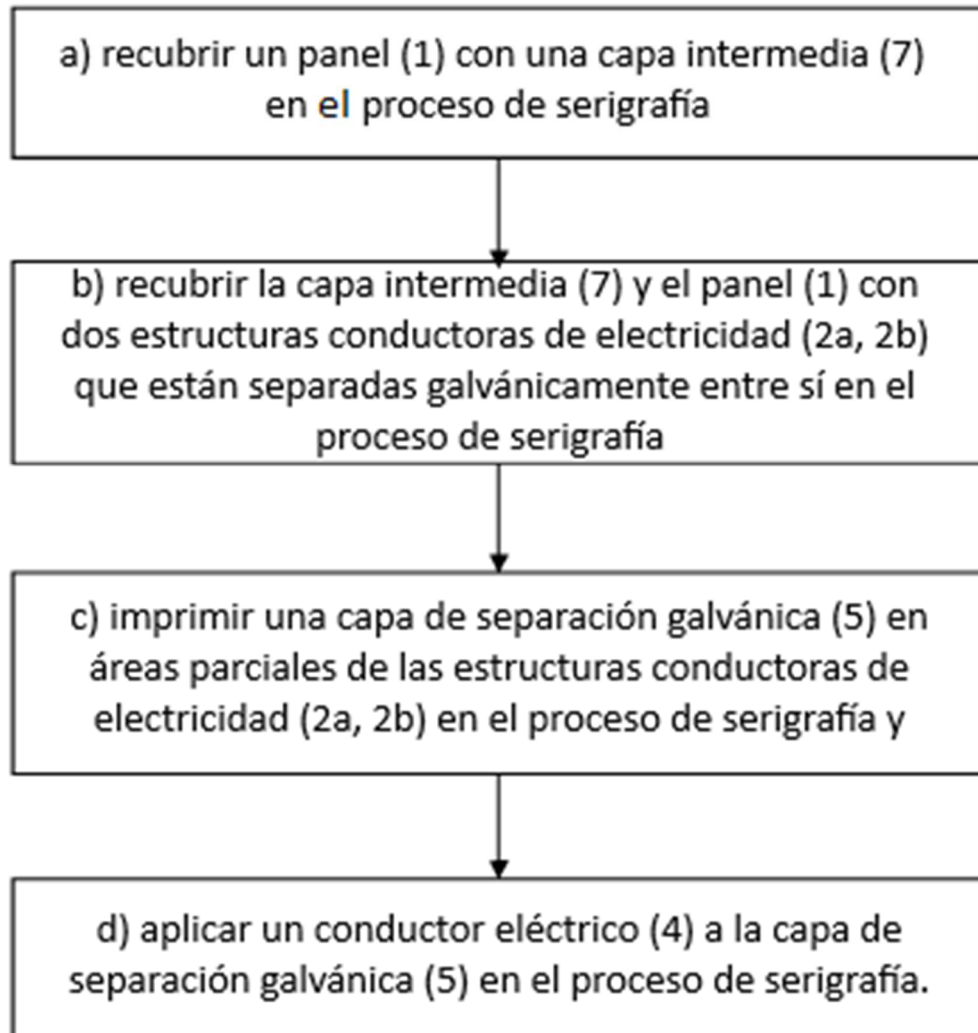 a) recubrir un panel (1) con una capa intermedia (7)
en el proceso de serigrafía
b) recubrir la capa intermedia (7) y el panel (1) con
dos estructuras conductoras de electricidad (2a, 2b)
que están separadas galvánicamente entre sí en el
proceso de serigrafía
c) imprimir una capa de separación galvánica (5) en
áreas parciales de las estructuras conductoras de
electricidad (2a, 2b) en el proceso de serigrafía y
d) aplicar un conductor eléctrico (4) a la capa de
separación galvánica (5) en el proceso de serigrafía.